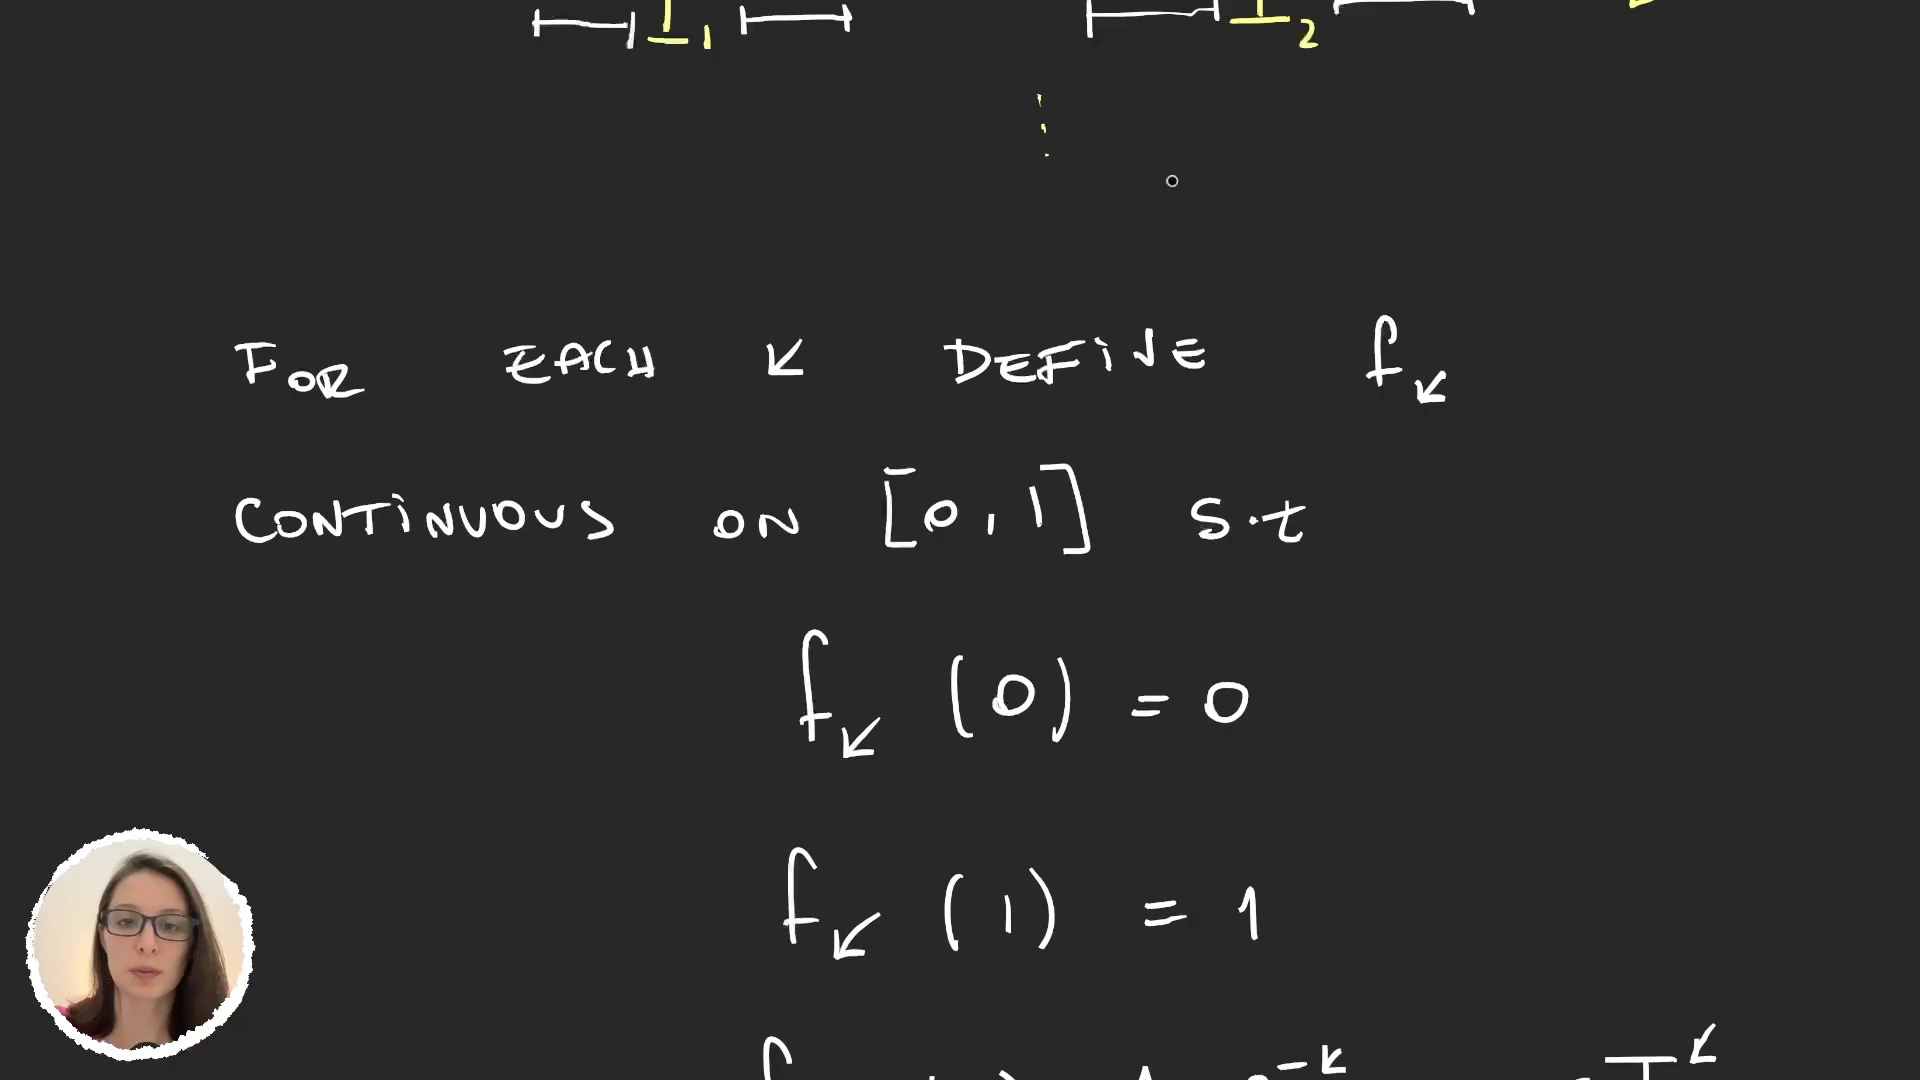 I₁ I₂
FOR EACH K DEFINE fₖ
CONTINUOUS ON [0,1] s.t
fₖ (0) = 0
fₖ (1) = 1